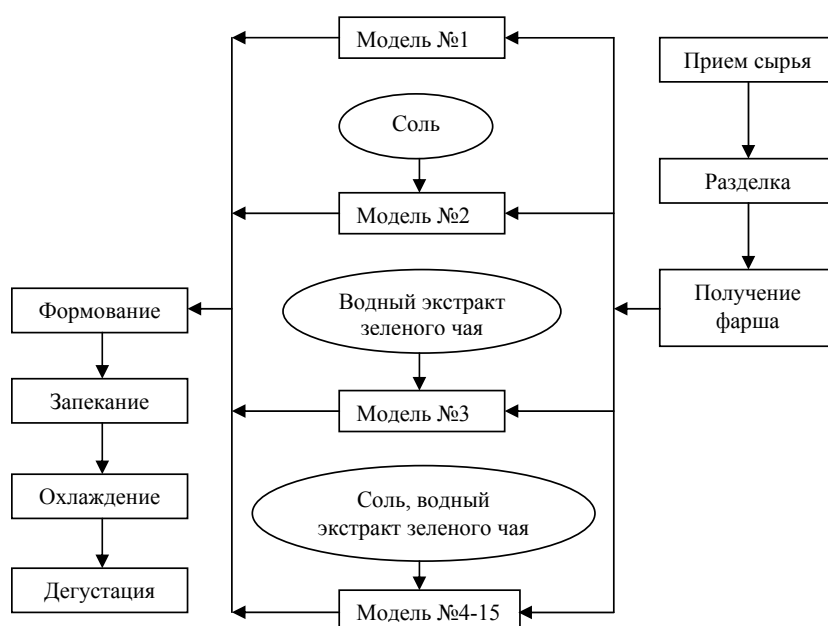 Модель №1
Прием сырья
Соль
Разделка
Модель №2
Водный экстракт
зеленого чая
Получение
фарша
Формование
Запекание
Модель №3
Охлаждение
Соль, водный
экстракт зеленого чая
Дегустация
Модель №4-15